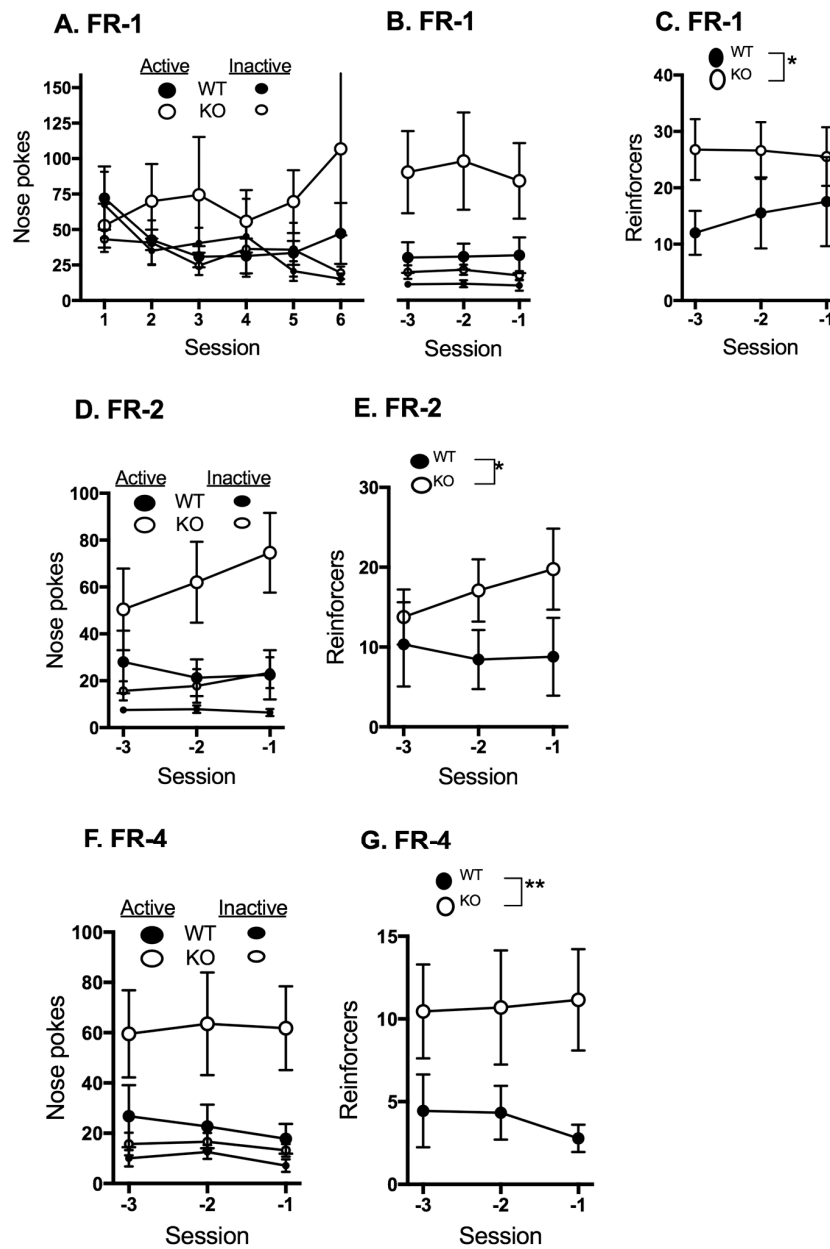 A. FR-1
Active Inactive
WT
KO
Nose pokes
150
125
100
75
50
25
0
1 2 3 4 5 6
Session
B. FR-1
-3 -2 -1
Session
C. FR-1
WT
KO
*
Reinforcers
40
30
20
10
0
-3 -2 -1
Session
D. FR-2
Active Inactive
WT
KO
Nose pokes
100
80
60
40
20
0
-3 -2 -1
Session
E. FR-2
WT
KO
*
Reinforcers
30
20
10
0
-3 -2 -1
Session
F. FR-4
Active Inactive
WT
KO
Nose pokes
100
80
60
40
20
0
-3 -2 -1
Session
G. FR-4
WT
KO
**
Reinforcers
15
10
5
0
-3 -2 -1
Session